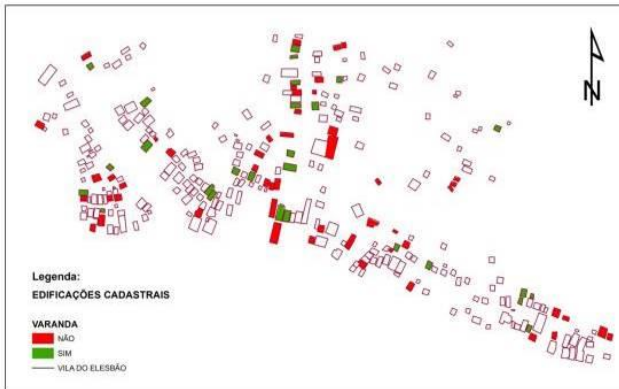 N
Legenda:
EDIFICAÇÕES CADASTRAIS
VARANDA
NÃO
SIM
VILA DO ELESBÃO